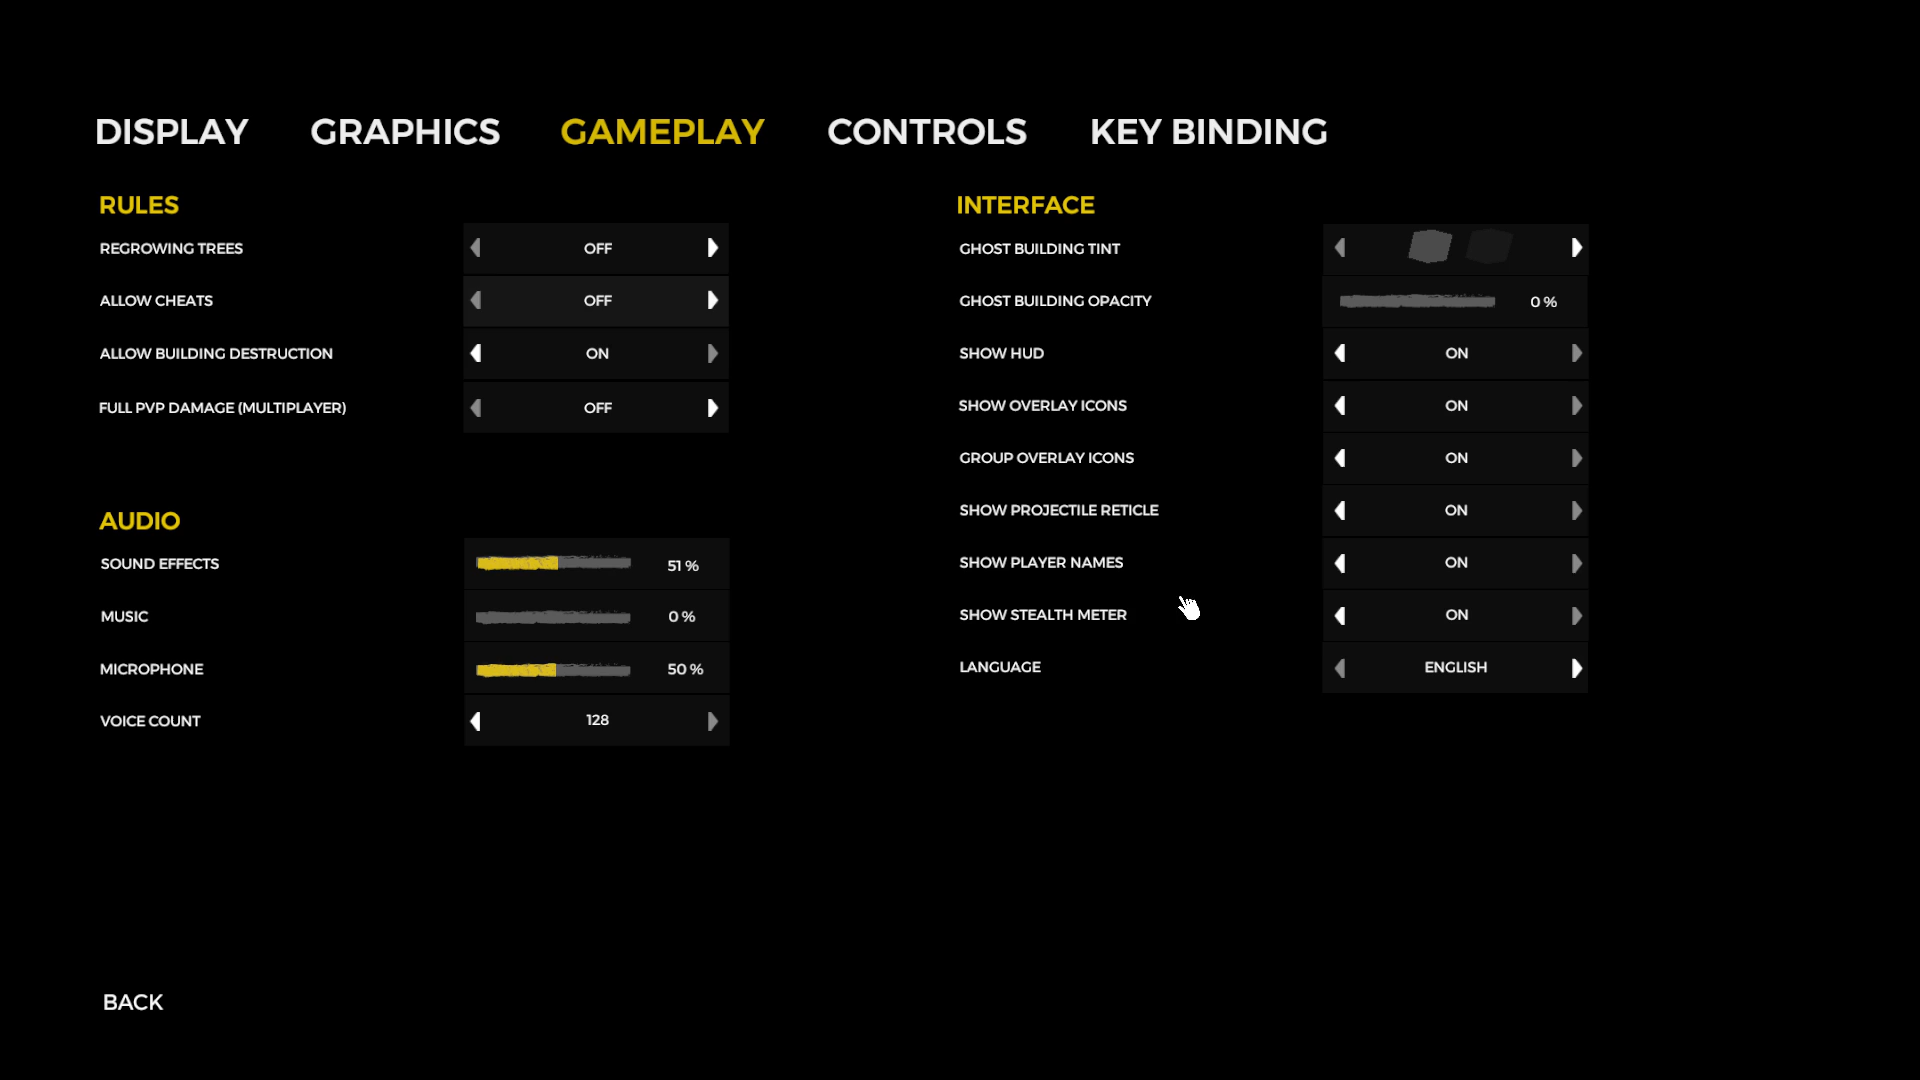 DISPLAY GRAPHICS GAMEPLAY CONTROLS KEY BINDING
RULES
REGROWING TREES OFF
ALLOW CHEATS OFF
ALLOW BUILDING DESTRUCTION ON
FULL PVP DAMAGE (MULTIPLAYER) OFF
AUDIO
SOUND EFFECTS 51 %
MUSIC 0 %
MICROPHONE 50 %
VOICE COUNT 128
INTERFACE
GHOST BUILDING TINT
GHOST BUILDING OPACITY 0 %
SHOW HUD ON
SHOW OVERLAY ICONS ON
GROUP OVERLAY ICONS ON
SHOW PROJECTILE RETICLE ON
SHOW PLAYER NAMES ON
SHOW STEALTH METER ON
LANGUAGE ENGLISH
BACK